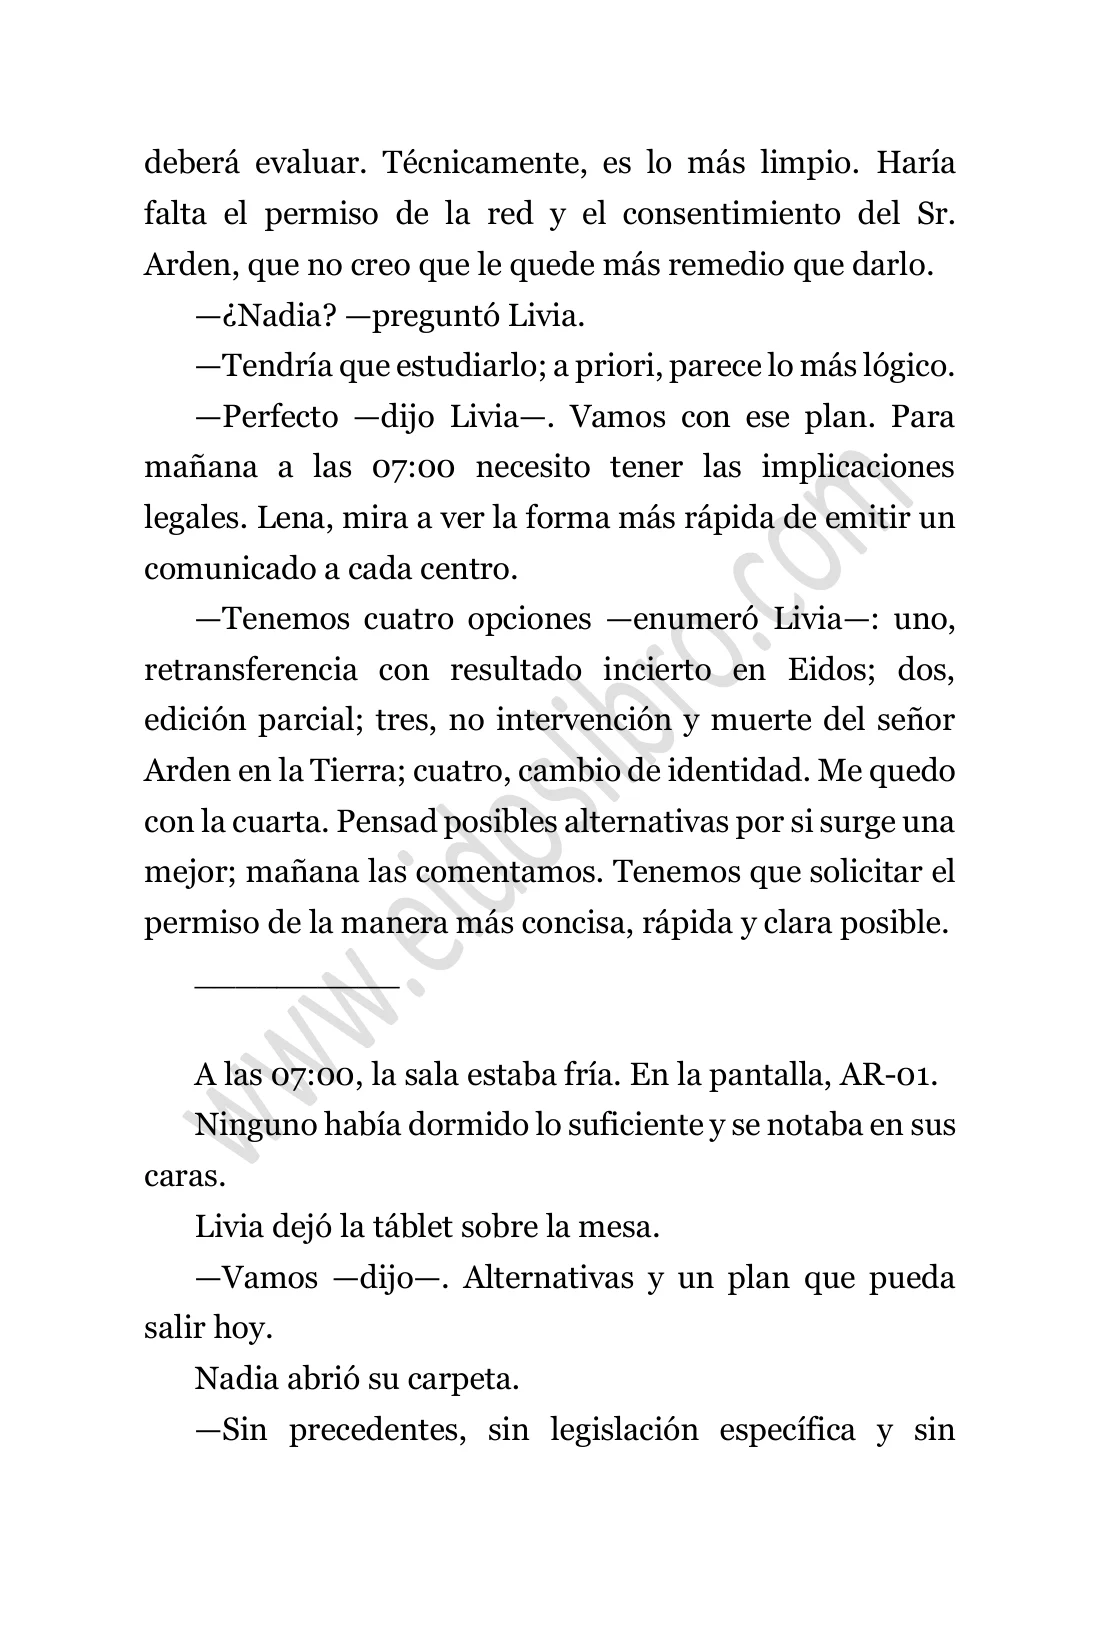 deberá evaluar. Técnicamente, es lo más limpio. Haría
falta el permiso de la red y el consentimiento del Sr.
Arden, que no creo que le quede más remedio que darlo.
—¿Nadia? —preguntó Livia.
—Tendría que estudiarlo; a priori, parece lo más lógico.
—Perfecto —dijo Livia—. Vamos con ese plan. Para
mañana a las 07:00 necesito tener las implicaciones
legales. Lena, mira a ver la forma más rápida de emitir un
comunicado a cada centro.
—Tenemos cuatro opciones —enumeró Livia—: uno,
retransferencia con resultado incierto en Eidos; dos,
edición parcial; tres, no intervención y muerte del señor
Arden en la Tierra; cuatro, cambio de identidad. Me quedo
con la cuarta. Pensad posibles alternativas por si surge una
mejor; mañana las comentamos. Tenemos que solicitar el
permiso de la manera más concisa, rápida y clara posible.
A las 07:00, la sala estaba fría. En la pantalla, AR-01.
Ninguno había dormido lo suficiente y se notaba en sus
caras.
Livia dejó la táblet sobre la mesa.
—Vamos —dijo—. Alternativas y un plan que pueda
salir hoy.
Nadia abrió su carpeta.
—Sin precedentes, sin legislación específica y sin
www.eidoslibro.com